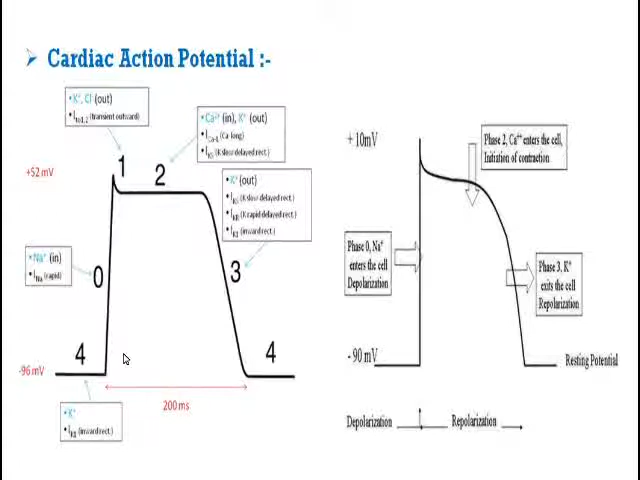 ➢ Cardiac Action Potential :-
• K⁺, Cl⁻ (out)
• I to1,2 (transient outward)
• Ca²⁺ (in), K⁺ (out)
• I Ca-L (Ca long)
• I KS (K slow delayed rect.)
1
2
+52 mV
• K⁺ (out)
• I KS (K slow delayed rect.)
• I KR (K rapid delayed rect.)
• I K1 (inward rect.)
• Na⁺ (in)
• I Na (rapid)
0
3
4
4
-96 mV
200 ms
• K⁺
• I K1 (inward rect.)
+ 10mV
Phase 2, Ca⁺⁺ enters the cell,
Initiation of contraction
Phase 0, Na⁺
enters the cell
Depolarization
Phase 3, K⁺
exits the cell
Repolarization
- 90 mV
Resting Potential
Depolarization
Repolarization